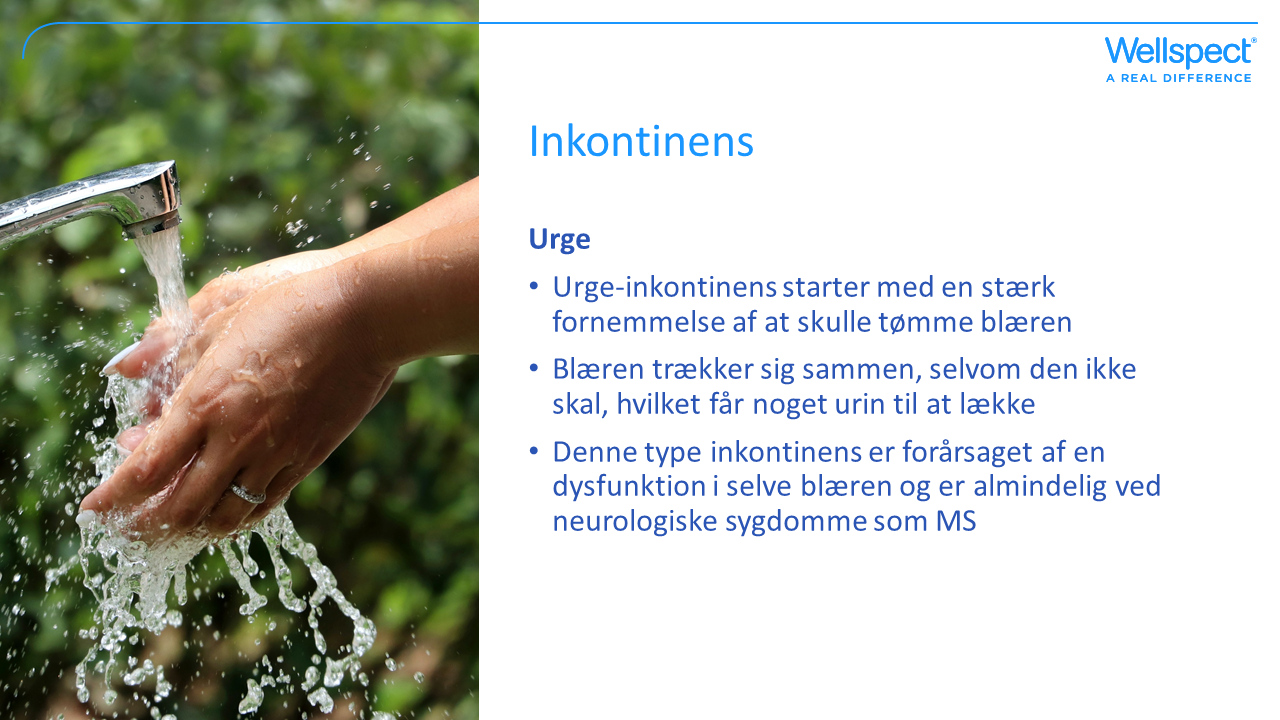 Wellspect®
A REAL DIFFERENCE
Inkontinens
Urge
• Urge-inkontinens starter med en stærk
fornemmelse af at skulle tømme blæren
• Blæren trækker sig sammen, selvom den ikke
skal, hvilket får noget urin til at lække
• Denne type inkontinens er forårsaget af en
dysfunktion i selve blæren og er almindelig ved
neurologiske sygdomme som MS